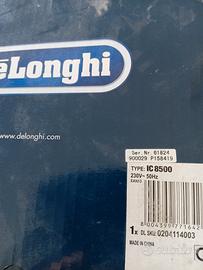 DeLonghi
www.delonghi.com
Ser.Nr. 61824
900029 P158419
TYPE: IC8500
230V~ 50Hz
8004399771642
1x DL SKU 0204114003
MADE IN CHINA